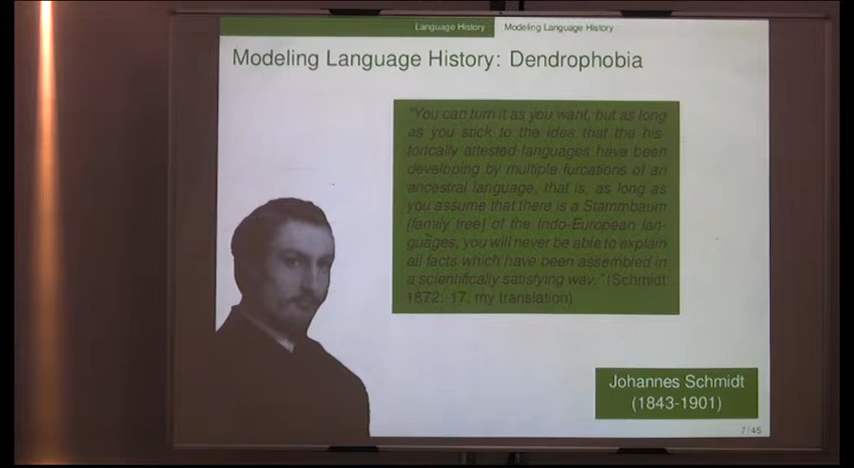 Language History Modeling Language History
Modeling Language History: Dendrophobia
"You can turn it as you want, but as long
as you stick to the idea that the his-
torically attested languages have been
developing by multiple furcations of an
ancestral language, that is, as long as
you assume that there is a Stammbaum
[family tree] of the Indo-European lan-
guages, you will never be able to explain
all facts which have been assembled in
a scientifically satisfying way." (Schmidt
1872: 17, my translation)
Johannes Schmidt
(1843-1901)
7/45